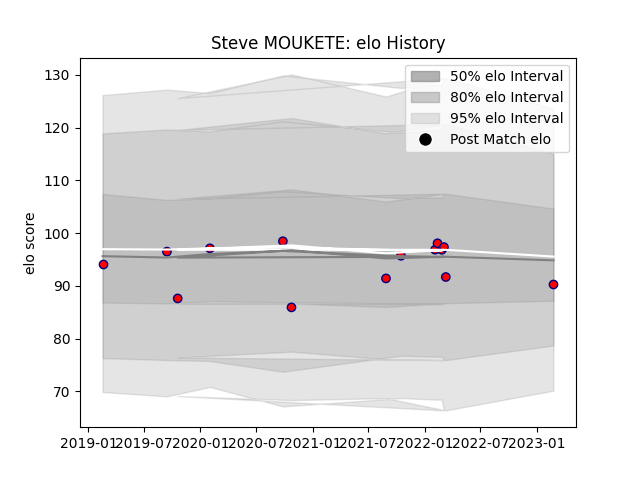 Steve MOUKETE: elo History
50% elo Interval
80% elo Interval
95% elo Interval
Post Match elo
elo score
130
120
110
100
90
80
70
2019-01 2019-07 2020-01 2020-07 2021-01 2021-07 2022-01 2022-07 2023-01